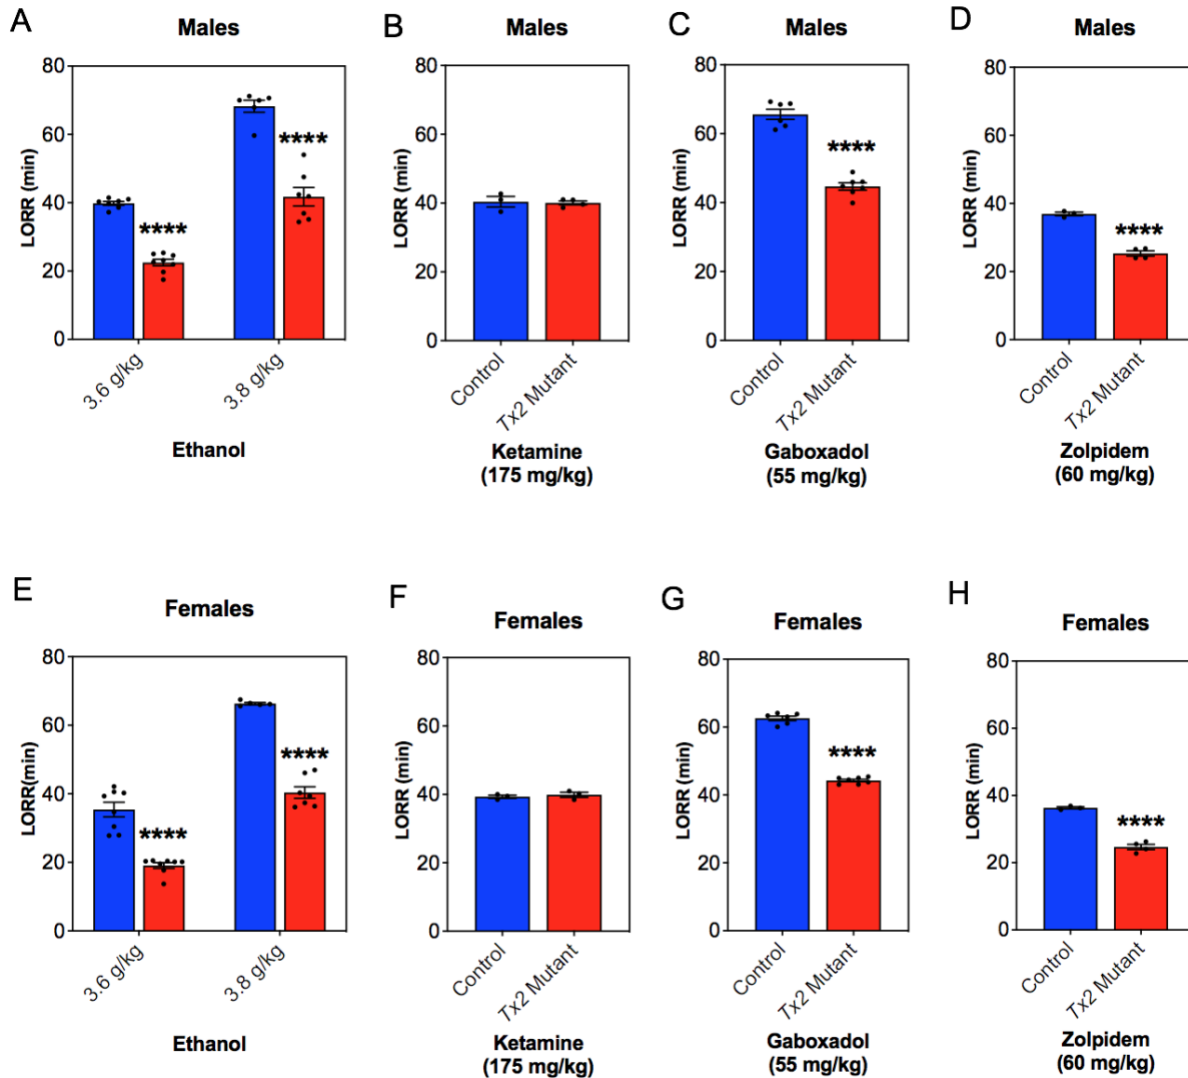 A
Males
LORR (min)
80
60
40
20
0
****
****
3.6 g/kg
3.8 g/kg
Ethanol
B
Males
LORR (min)
80
60
40
20
0
Control
Tx2 Mutant
Ketamine
(175 mg/kg)
C
Males
LORR (min)
80
60
40
20
0
****
Control
Tx2 Mutant
Gaboxadol
(55 mg/kg)
D
Males
LORR (min)
80
60
40
20
0
****
Control
Tx2 Mutant
Zolpidem
(60 mg/kg)
E
Females
LORR(min)
80
60
40
20
0
****
****
3.6 g/kg
3.8 g/kg
Ethanol
F
Females
LORR (min)
80
60
40
20
0
Control
Tx2 Mutant
Ketamine
(175 mg/kg)
G
Females
LORR (min)
80
60
40
20
0
****
Control
Tx2 Mutant
Gaboxadol
(55 mg/kg)
H
Females
LORR (min)
80
60
40
20
0
****
Control
Tx2 Mutant
Zolpidem
(60 mg/kg)